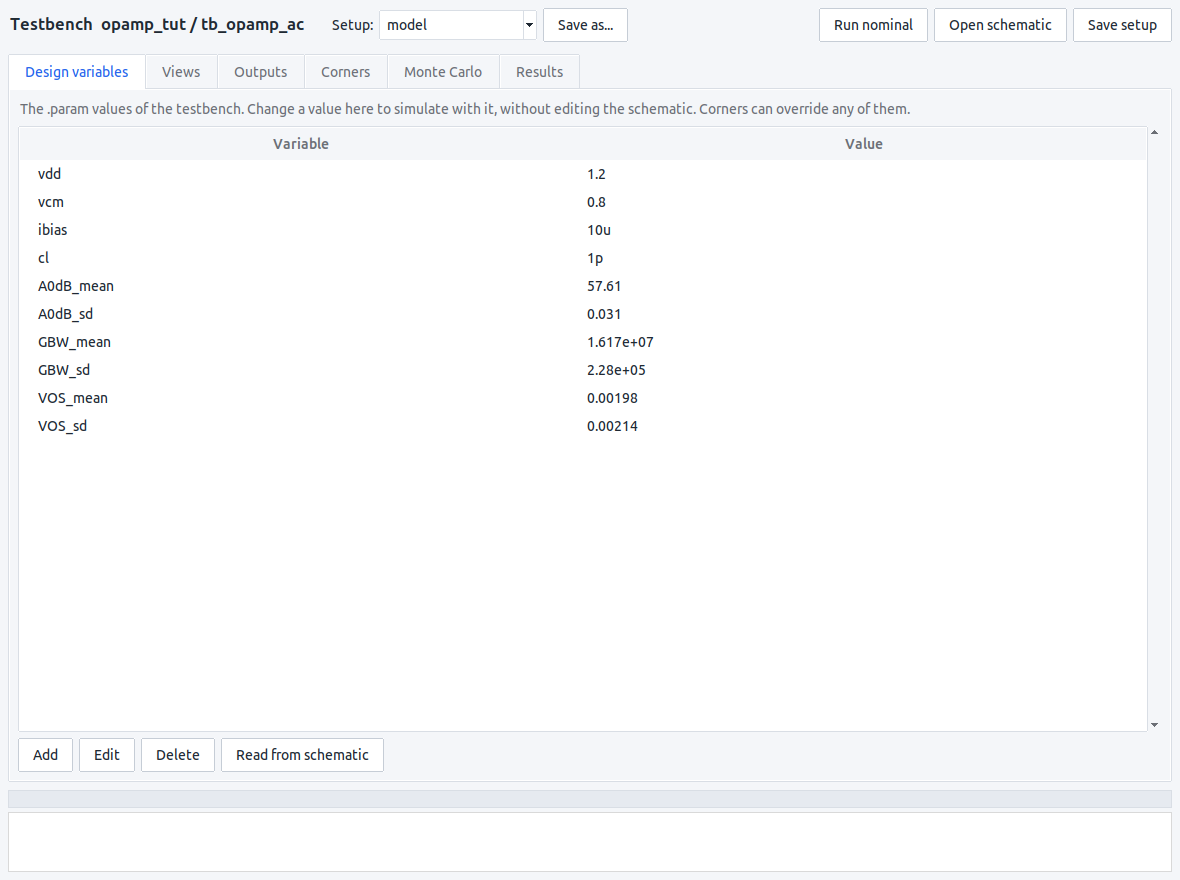 Testbench opamp_tut / tb_opamp_ac Setup: model Save as... Run nominal Open schematic Save setup
Design variables Views Outputs Corners Monte Carlo Results
The .param values of the testbench. Change a value here to simulate with it, without editing the schematic. Corners can override any of them.
Variable Value
vdd 1.2
vcm 0.8
ibias 10u
cl 1p
A0dB_mean 57.61
A0dB_sd 0.031
GBW_mean 1.617e+07
GBW_sd 2.28e+05
VOS_mean 0.00198
VOS_sd 0.00214
Add Edit Delete Read from schematic